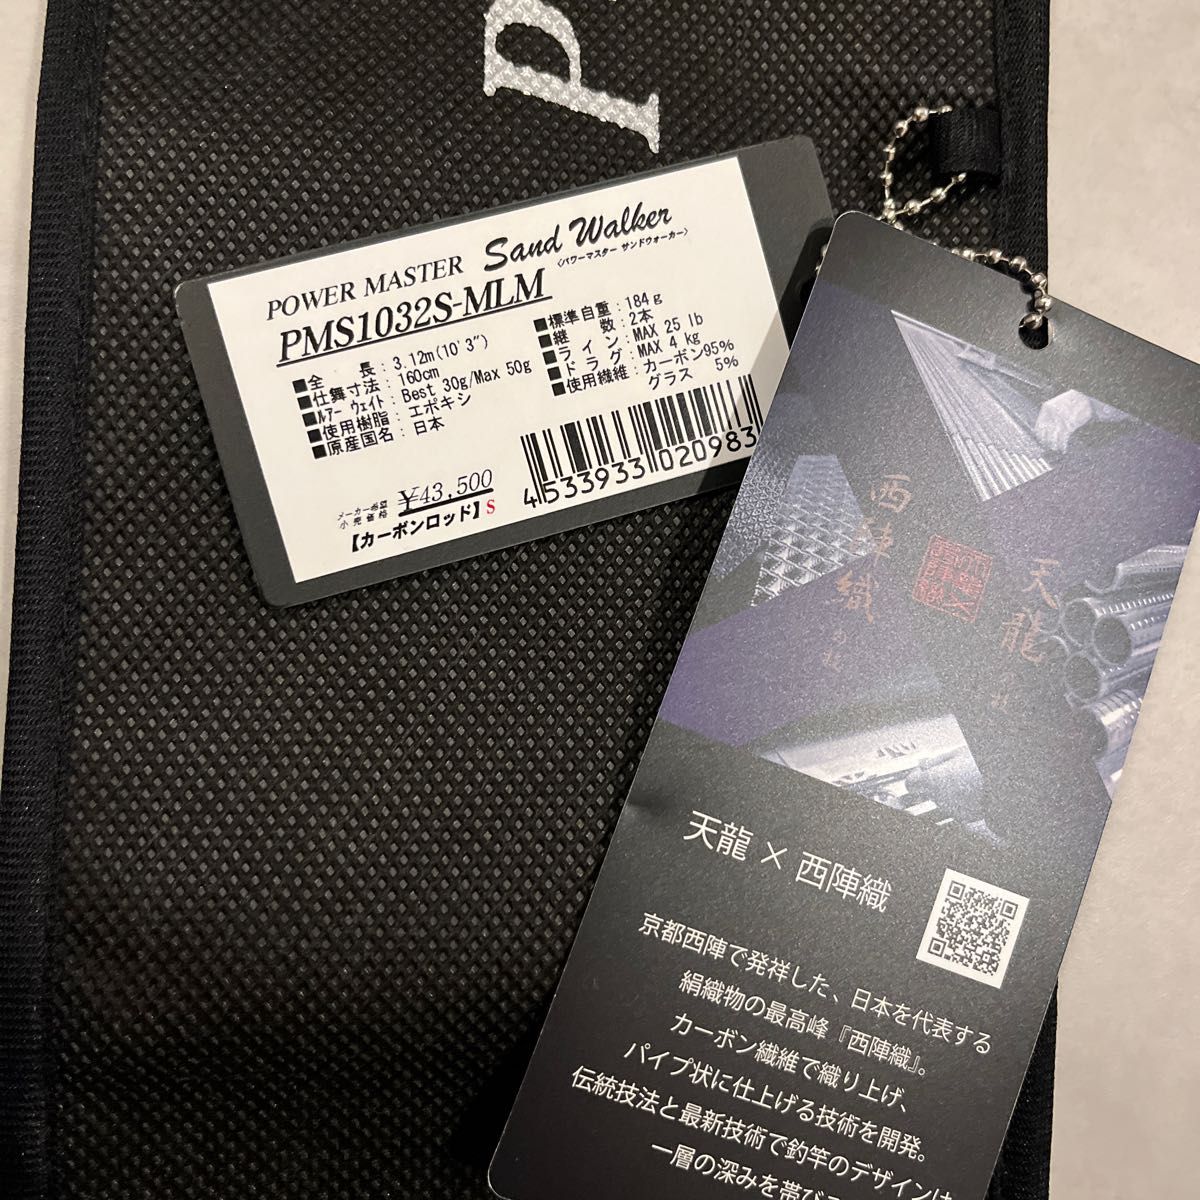 P
POWER MASTER Sand Walker
〈パワーマスター サンドウォーカー〉
PMS1032S-MLM
■全長：3.12m(10'3")
■仕舞寸法：160cm
■ルアーウェイト：Best 30g/Max 50g
■使用樹脂：エポキシ
■原産国名：日本
■標準自重：184g
■継数：2本
■ライン：MAX 25 lb
■ドラグ：MAX 4 kg
■使用繊維：カーボン95%
グラス 5%
メーカー希望
小売価格 ¥43,500
【カーボンロッド】S
4533933020983
西陣織
天龍
天龍×西陣織
京都西陣で発祥した、日本を代表する
絹織物の最高峰『西陣織』。
カーボン繊維で織り上げ、
パイプ状に仕上げる技術を開発。
伝統技法と最新技術で釣竿のデザインは
一層の深みを帯び